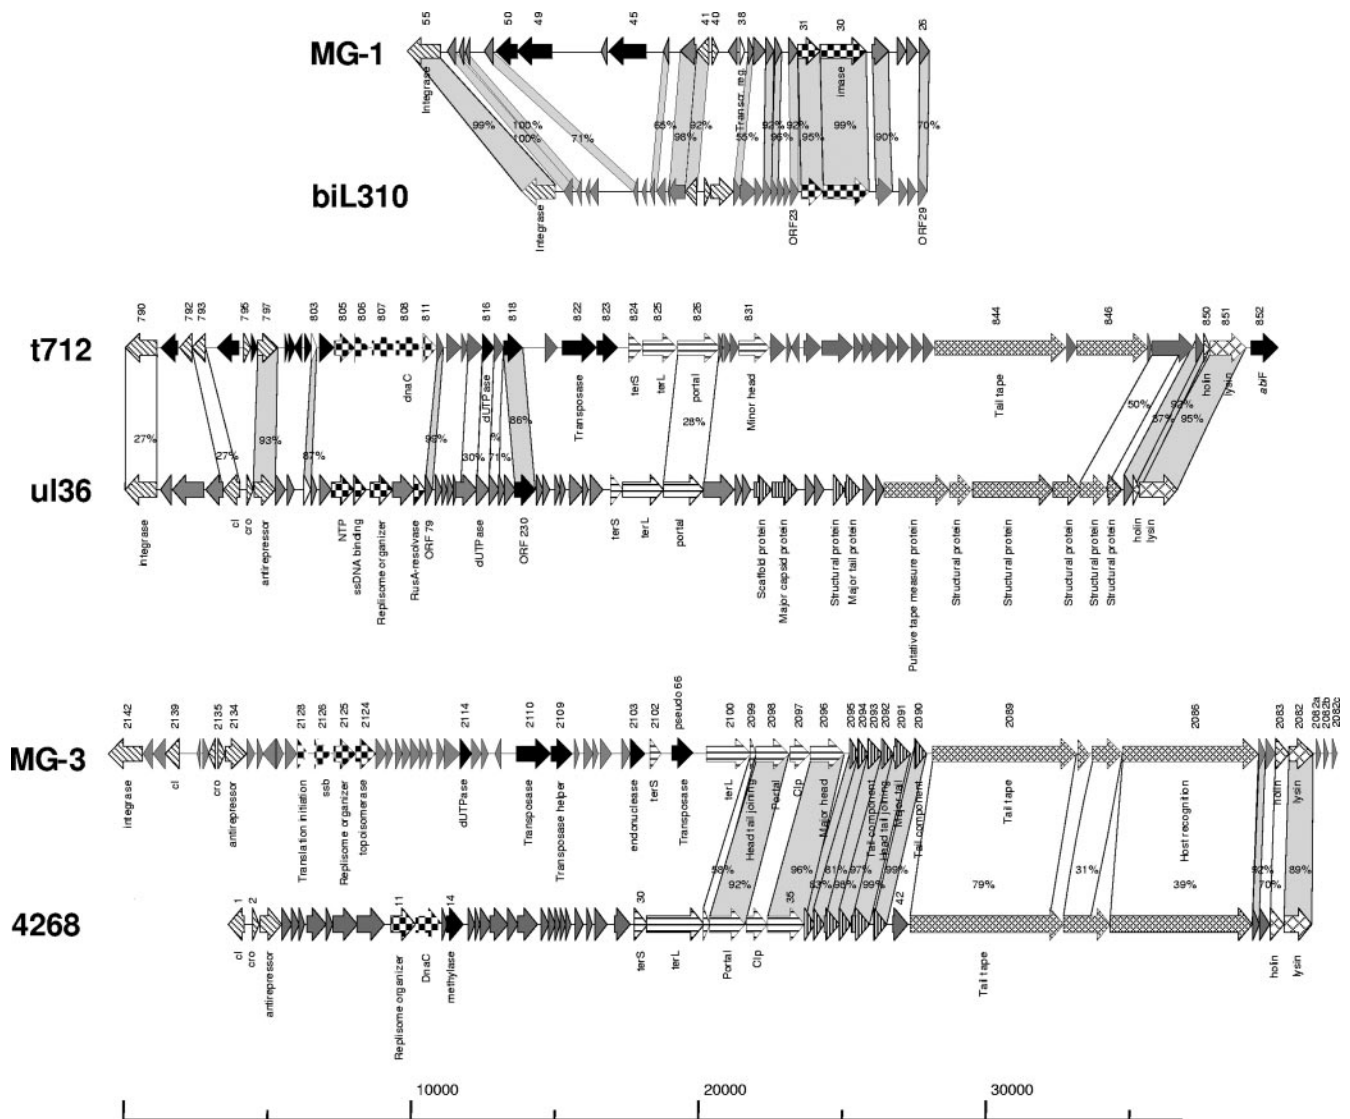 55 50 49 45 41 40 38 31 30 26
MG-1
Integrase Transcr. reg. imase
99% 100% 100% 71% 65% 98% 92% 55% 92% 96% 92% 95% 99% 90% 70%
biL310
Integrase ORF23 ORF29
790 792 793 795 797 803 805 806 807 808 811 816 818 822 823 824 825 826 831 844 846 850 851 852
t712
dnaC dUTPase Transposase terS terL portal Minor head Tail tape holin lysin abiF
27% 27% 93% 87% 99% 30% % 71% 86% 28% 50% 37% 92% 95%
ul36
integrase cI cro antirepressor NTP ssDNA binding Replisome organizer RusA-resolvase ORF 79 dUTPase ORF 230 terS terL portal Scaffold protein Major capsid protein Structural protein Major tail protein Putative tape measure protein Structural protein Structural protein Structural protein Structural protein Structural protein holin lysin
2142 2139 2135 2134 2128 2126 2125 2124 2114 2110 2109 2103 2102 pseudo 66 2100 2099 2098 2097 2096 2095 2094 2093 2092 2091 2090 2089 2086 2083 2082 2082a 2082b 2082c
MG-3
integrase cI cro antirepressor Translation initiation ssb Replisome organizer topoisomerase dUTPase Transposase Transposase helper endonuclease terS Transposase terL Head tail joining Portal Clp Major head Tail component Head tail joining Major tail Tail component Tail tape Host recognition holin lysin
58% 92% 96% 83% 81% 98% 97% 99% 99% 79% 31% 39% 92% 70% 89%
1 2 11 14 30 35 42
4268
cI cro antirepressor Replisome organizer DnaC methylase terS terL Portal Clp Tail tape holin lysin
10000 20000 30000